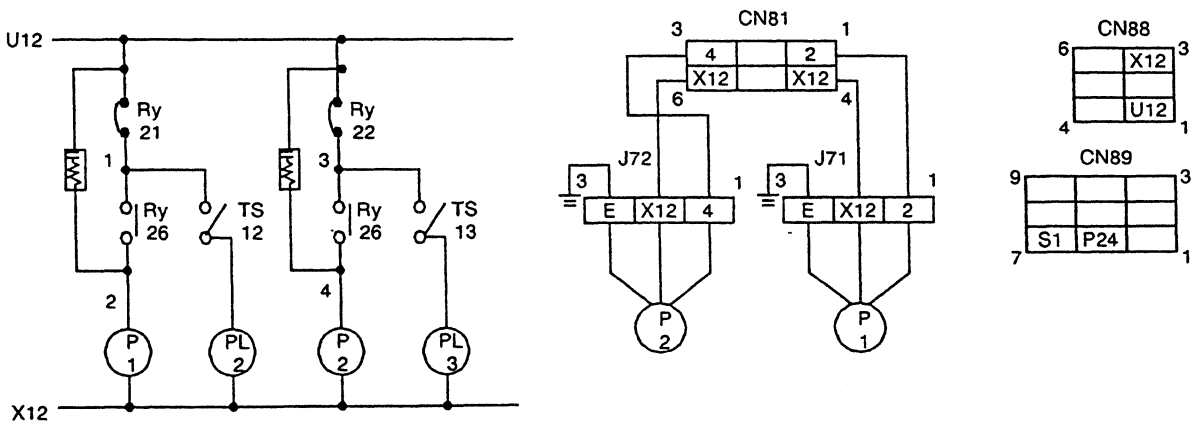 U12
Ry
21
1
Ry
26
TS
12
2
P
1
PL
2
Ry
22
3
Ry
26
TS
13
4
P
2
PL
3
X12
CN81
3 1
4 2
X12 X12
6 4
J72
3 1
E X12 4
P
2
J71
3 1
E X12 2
P
1
CN88
6 X12 3
U12
4 1
CN89
9 3
S1 P24
7 1